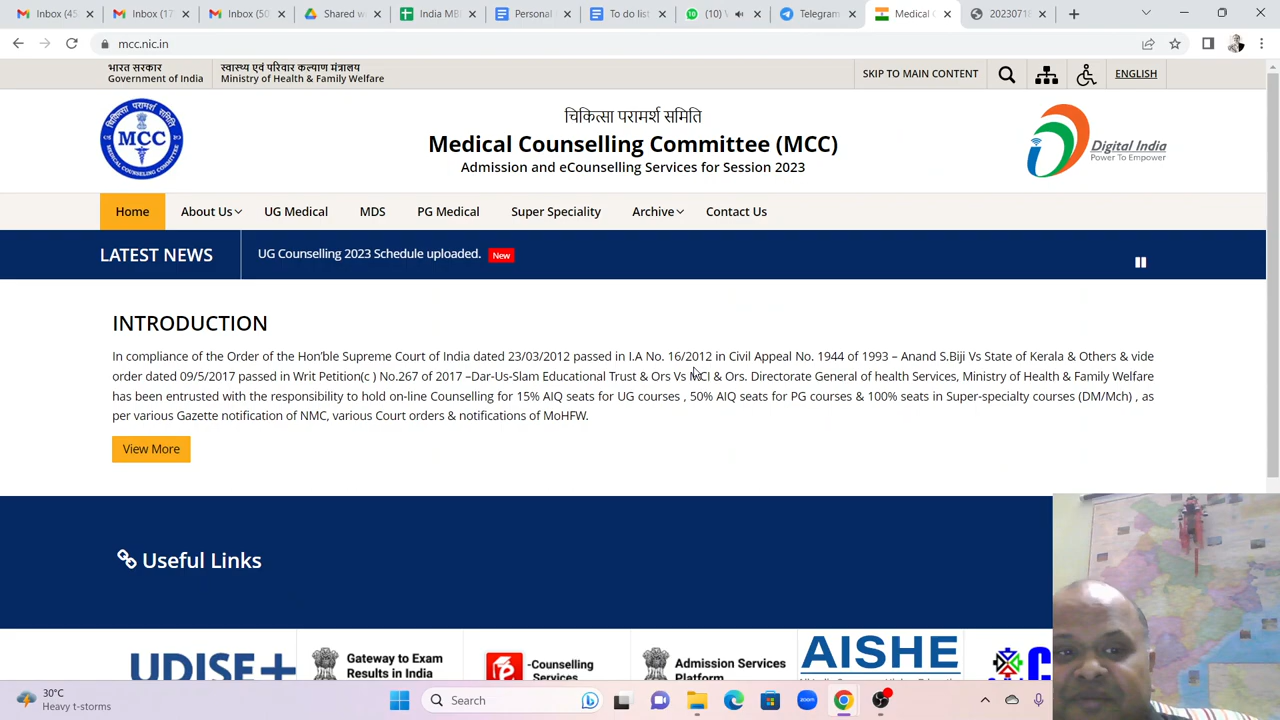 Inbox (45
Inbox (17
Inbox (50
Shared w
India MB
Personal
To do list
(10) V
Telegram
Medical C
2023071
mcc.nic.in
भारत सरकार
Government of India
स्वास्थ्य एवं परिवार कल्याण मंत्रालय
Ministry of Health & Family Welfare
SKIP TO MAIN CONTENT
ENGLISH
MCC
चिकित्सा परामर्श समिति
Medical Counselling Committee (MCC)
Admission and eCounselling Services for Session 2023
Digital India
Power To Empower
Home
About Us
UG Medical
MDS
PG Medical
Super Speciality
Archive
Contact Us
LATEST NEWS
UG Counselling 2023 Schedule uploaded. New
INTRODUCTION
In compliance of the Order of the Hon'ble Supreme Court of India dated 23/03/2012 passed in I.A No. 16/2012 in Civil Appeal No. 1944 of 1993 – Anand S.Biji Vs State of Kerala & Others & vide
order dated 09/5/2017 passed in Writ Petition(c ) No.267 of 2017 –Dar-Us-Slam Educational Trust & Ors Vs MCI & Ors. Directorate General of health Services, Ministry of Health & Family Welfare
has been entrusted with the responsibility to hold on-line Counselling for 15% AIQ seats for UG courses , 50% AIQ seats for PG courses & 100% seats in Super-specialty courses (DM/Mch) , as
per various Gazette notification of NMC, various Court orders & notifications of MoHFW.
View More
Useful Links
UDISE+
Gateway to Exam
Results in India
-Counselling
Services
Admission Services
Platform
AISHE
C
30°C
Heavy t-storms
Search